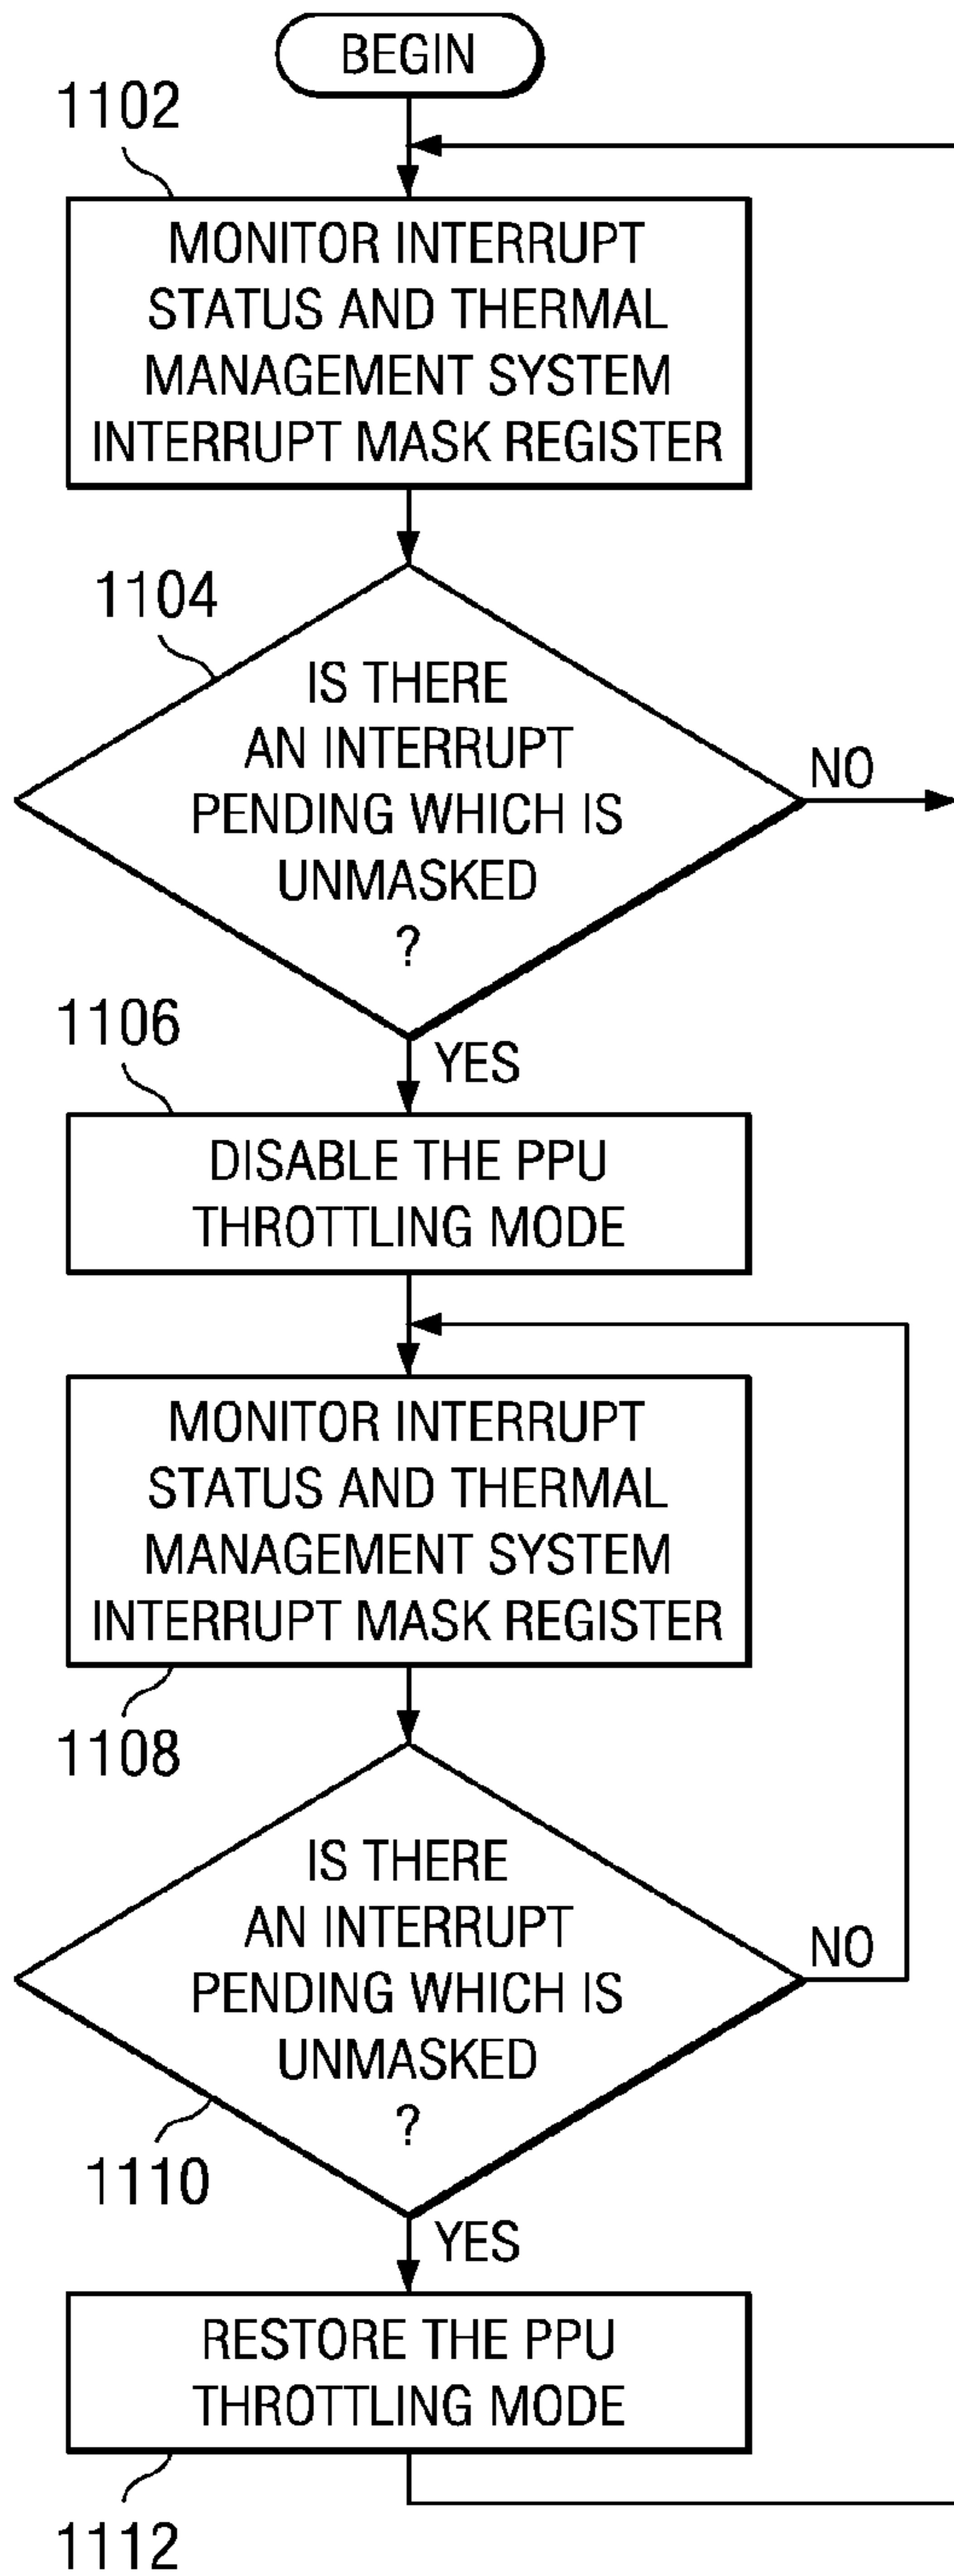 BEGIN
1102
MONITOR INTERRUPT
STATUS AND THERMAL
MANAGEMENT SYSTEM
INTERRUPT MASK REGISTER
1104
IS THERE
AN INTERRUPT
PENDING WHICH IS
UNMASKED
?
NO
YES
1106
DISABLE THE PPU
THROTTLING MODE
MONITOR INTERRUPT
STATUS AND THERMAL
MANAGEMENT SYSTEM
INTERRUPT MASK REGISTER
1108
IS THERE
AN INTERRUPT
PENDING WHICH IS
UNMASKED
?
NO
1110
YES
RESTORE THE PPU
THROTTLING MODE
1112